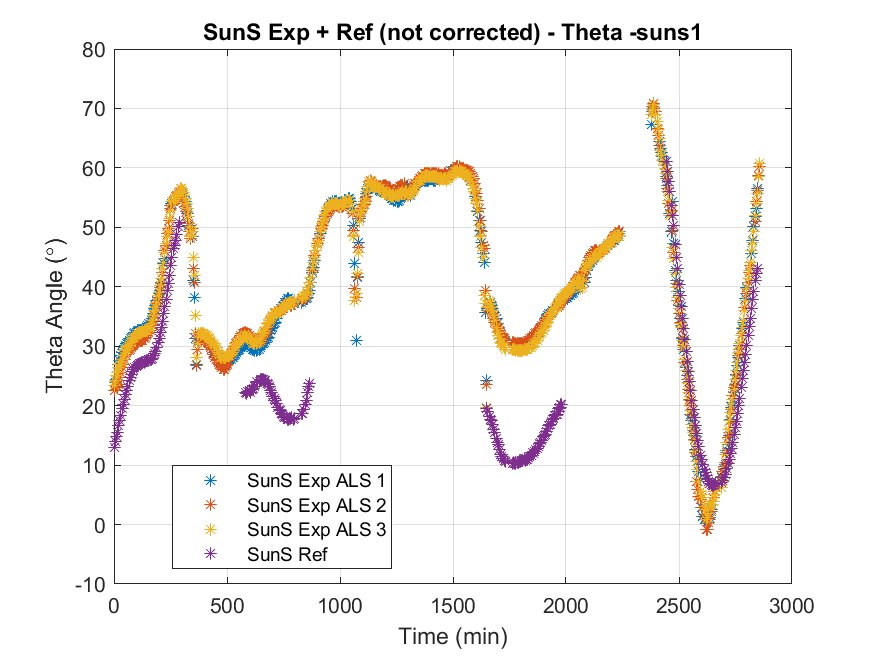 SunS Exp + Ref (not corrected) - Theta -suns1
80
70
60
50
40
30
20
10
0
-10
Theta Angle (°)
SunS Exp ALS 1
SunS Exp ALS 2
SunS Exp ALS 3
SunS Ref
0 500 1000 1500 2000 2500 3000
Time (min)